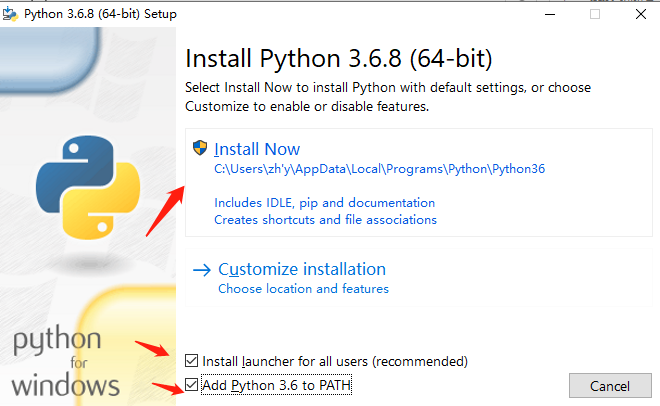 Python 3.6.8 (64-bit) Setup
Install Python 3.6.8 (64-bit)
Select Install Now to install Python with default settings, or choose
Customize to enable or disable features.
Install Now
C:\Users\zh'y\AppData\Local\Programs\Python\Python36
Includes IDLE, pip and documentation
Creates shortcuts and file associations
Customize installation
Choose location and features
python
for
windows
Install launcher for all users (recommended)
Add Python 3.6 to PATH
Cancel